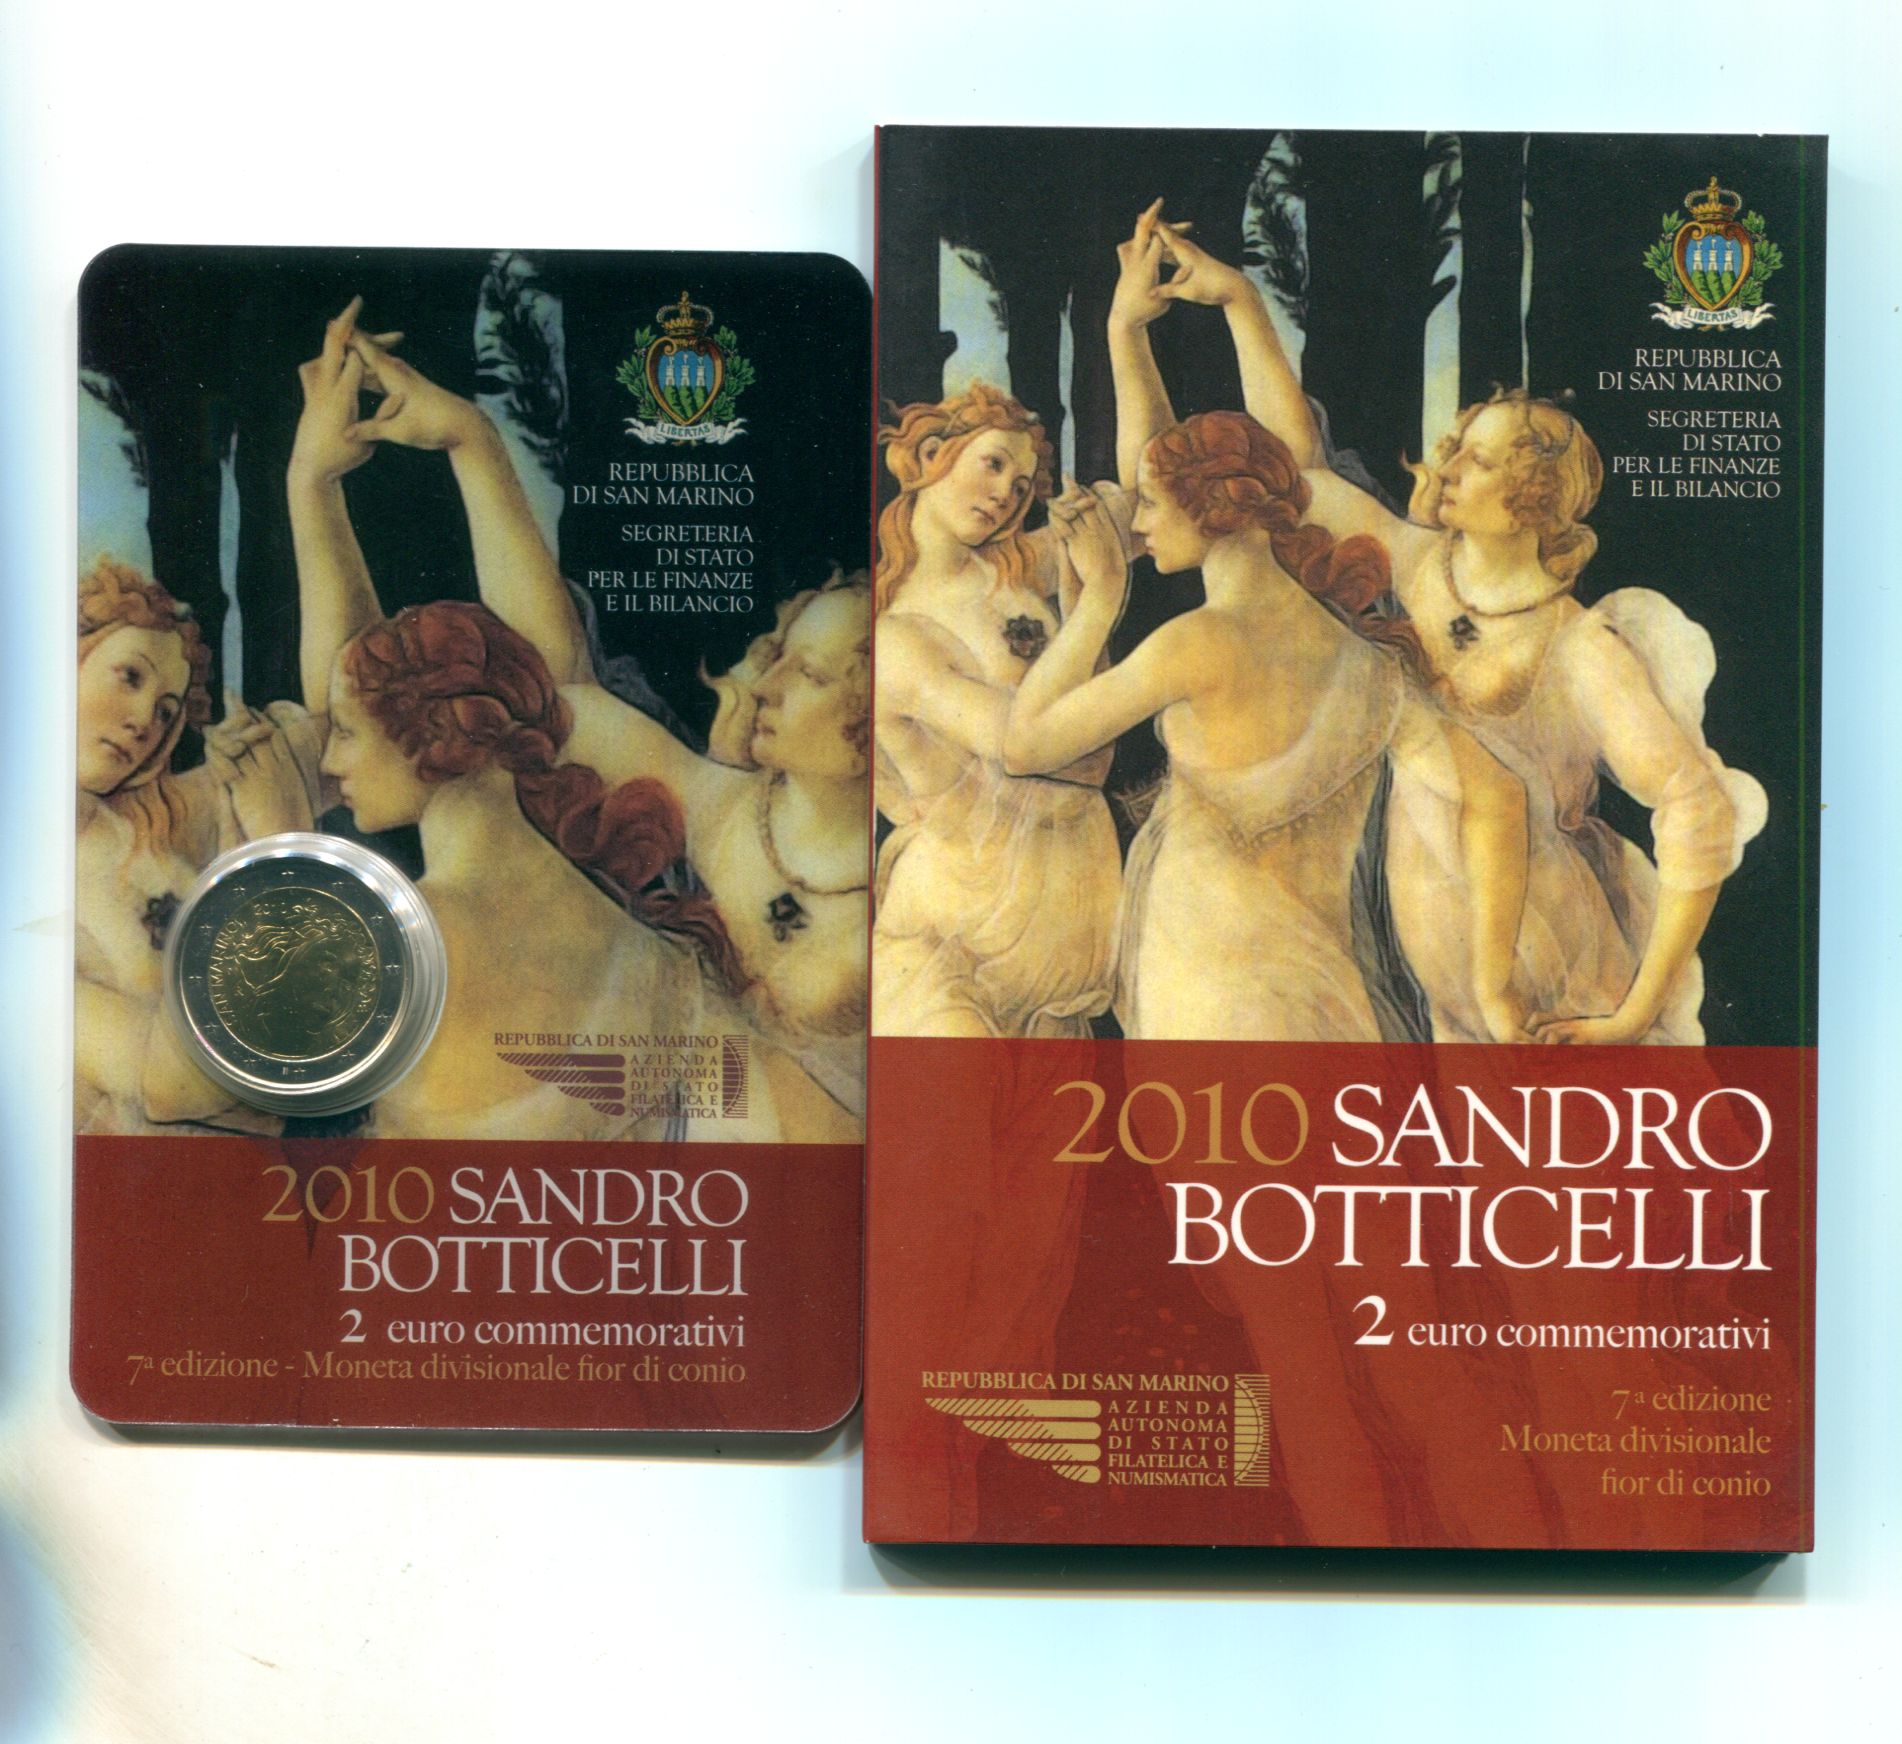 LIBERTAS
REPUBBLICA
DI SAN MARINO
SEGRETERIA
DI STATO
PER LE FINANZE
E IL BILANCIO
SAN MARINO
2010
REPUBBLICA DI SAN MARINO
AZIENDA
AUTONOMA
DI STATO
FILATELICA E
NUMISMATICA
2010 SANDRO
BOTTICELLI
2 euro commemorativi
7ª edizione - Moneta divisionale fior di conio
LIBERTAS
REPUBBLICA
DI SAN MARINO
SEGRETERIA
DI STATO
PER LE FINANZE
E IL BILANCIO
2010 SANDRO
BOTTICELLI
2 euro commemorativi
REPUBBLICA DI SAN MARINO
AZIENDA
AUTONOMA
DI STATO
FILATELICA E
NUMISMATICA
7ª edizione
Moneta divisionale
fior di conio